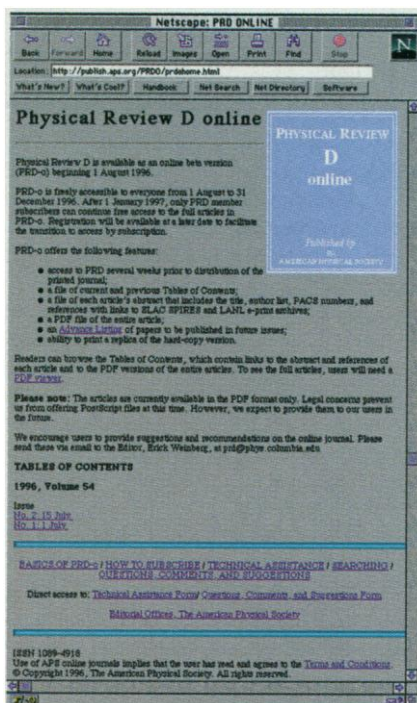 Netscape: PRD ONLINE
Back Forward Home Reload Images Open Print Find Stop
N
Location: http://publish.aps.org/PRDO/prdohome.html
What's New? What's Cool? Handbook Net Search Net Directory Software
Physical Review D online
PHYSICAL REVIEW
D
online
Published by
The
AMERICAN PHYSICAL SOCIETY
Physical Review D is available as an online beta version
(PRD-o) beginning 1 August 1996.
PRD-o is freely accessible to everyone from 1 August to 31
December 1996. After 1 January 1997, only PRD member
subscribers can continue free access to the full articles in
PRD-o. Registration will be available at a later date to facilitate
the transition to access by subscription.
PRD-o offers the following features:
● access to PRD several weeks prior to distribution of the
printed journal;
● a file of current and previous Tables of Contents;
● a file of each article's abstract that includes the title, author list, PACS numbers, and
references with links to SLAC SPIRES and LANL e-print archives;
● a PDF file of the entire article;
● an Advance Listing of papers to be published in future issues;
● ability to print a replica of the hard-copy version.
Readers can browse the Tables of Contents, which contain links to the abstract and references of
each article and to the PDF versions of the entire articles. To see the full articles, users will need a
PDF viewer.
Please note: The articles are currently available in the PDF format only. Legal concerns prevent
us from offering PostScript files at this time. However, we expect to provide them to our users in
the future.
We encourage users to provide suggestions and recommendations on the online journal. Please
send these via email to the Editor, Erick Weinberg, at prd@phys.columbia.edu
TABLES OF CONTENTS
1996, Volume 54
Issue
No. 2: 15 July
No. 1: 1 July
BASICS OF PRD-o / HOW TO SUBSCRIBE / TECHNICAL ASSISTANCE / SEARCHING /
QUESTIONS, COMMENTS, AND SUGGESTIONS
Direct access to: Technical Assistance Form/ Questions, Comments, and Suggestions Form
Editorial Offices, The American Physical Society
ISSN 1089-4918
Use of APS online journals implies that the user has read and agrees to the Terms and Conditions.
© Copyright 1996, The American Physical Society. All rights reserved.